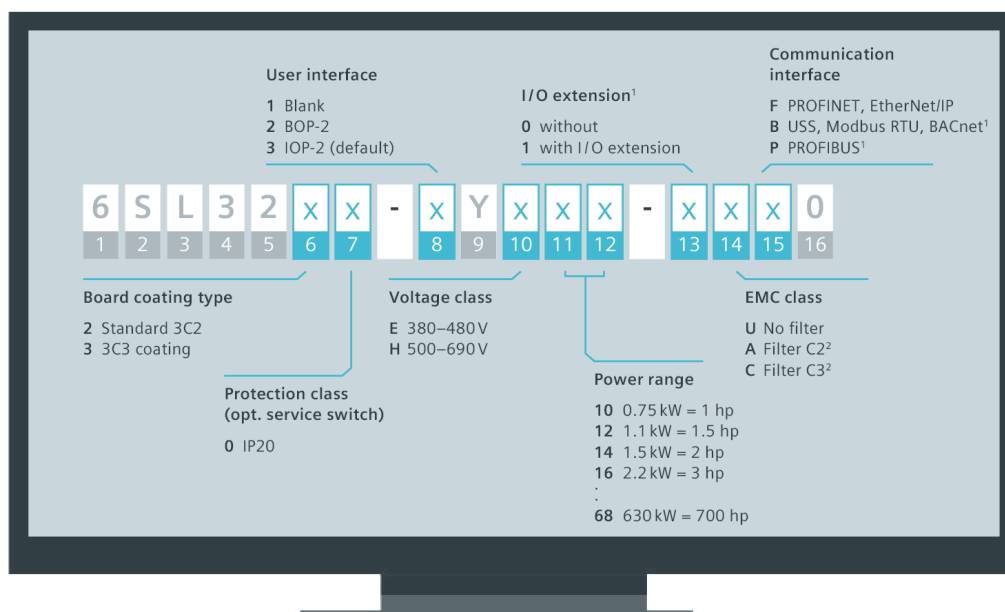 Communication
interface
F PROFINET, EtherNet/IP
B USS, Modbus RTU, BACnet¹
P PROFIBUS¹
User interface
1 Blank
2 BOP-2
3 IOP-2 (default)
I/O extension¹
0 without
1 with I/O extension
6 S L 3 2 x x - x Y x x x - x x x 0
1 2 3 4 5 6 7 8 9 10 11 12 13 14 15 16
Board coating type
2 Standard 3C2
3 3C3 coating
Voltage class
E 380–480 V
H 500–690 V
EMC class
U No filter
A Filter C2²
C Filter C3²
Protection class
(opt. service switch)
0 IP20
Power range
10 0.75 kW = 1 hp
12 1.1 kW = 1.5 hp
14 1.5 kW = 2 hp
16 2.2 kW = 3 hp
:
68 630 kW = 700 hp